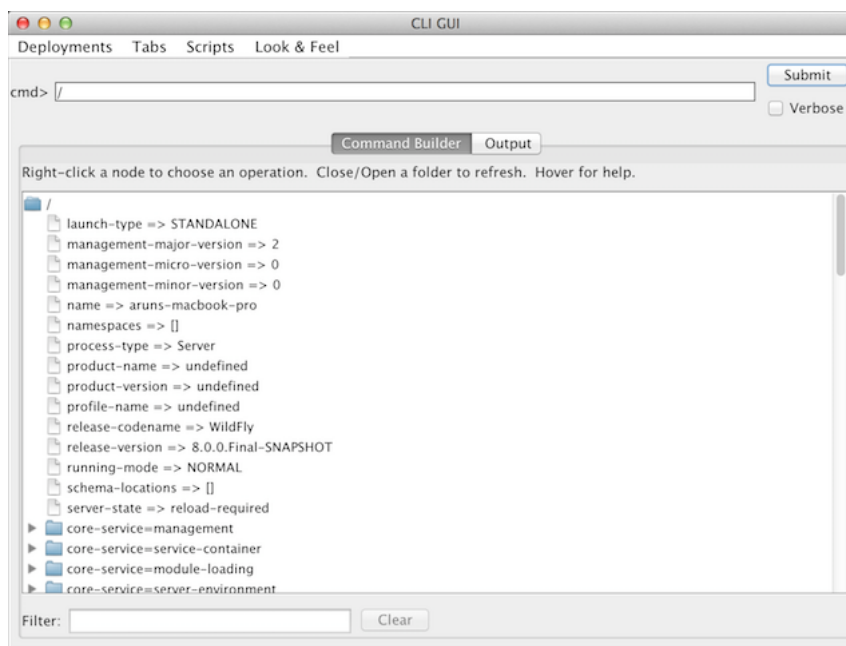 CLI GUI
Deployments Tabs Scripts Look & Feel
Submit
cmd> /
Verbose
Command Builder Output
Right-click a node to choose an operation. Close/Open a folder to refresh. Hover for help.
/
launch-type => STANDALONE
management-major-version => 2
management-micro-version => 0
management-minor-version => 0
name => aruns-macbook-pro
namespaces => []
process-type => Server
product-name => undefined
product-version => undefined
profile-name => undefined
release-codename => WildFly
release-version => 8.0.0.Final-SNAPSHOT
running-mode => NORMAL
schema-locations => []
server-state => reload-required
core-service=management
core-service=service-container
core-service=module-loading
core-service=server-environment
Filter: Clear